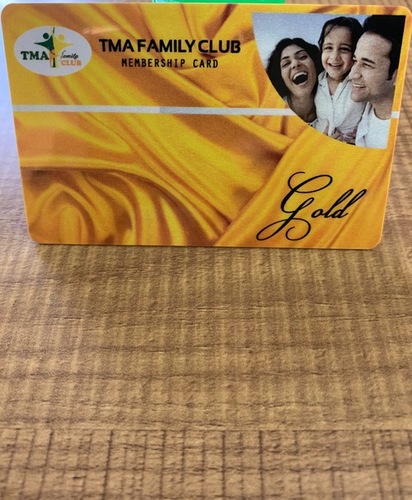 TMA family
CLUB
TMA FAMILY CLUB
MEMBERSHIP CARD
Gold